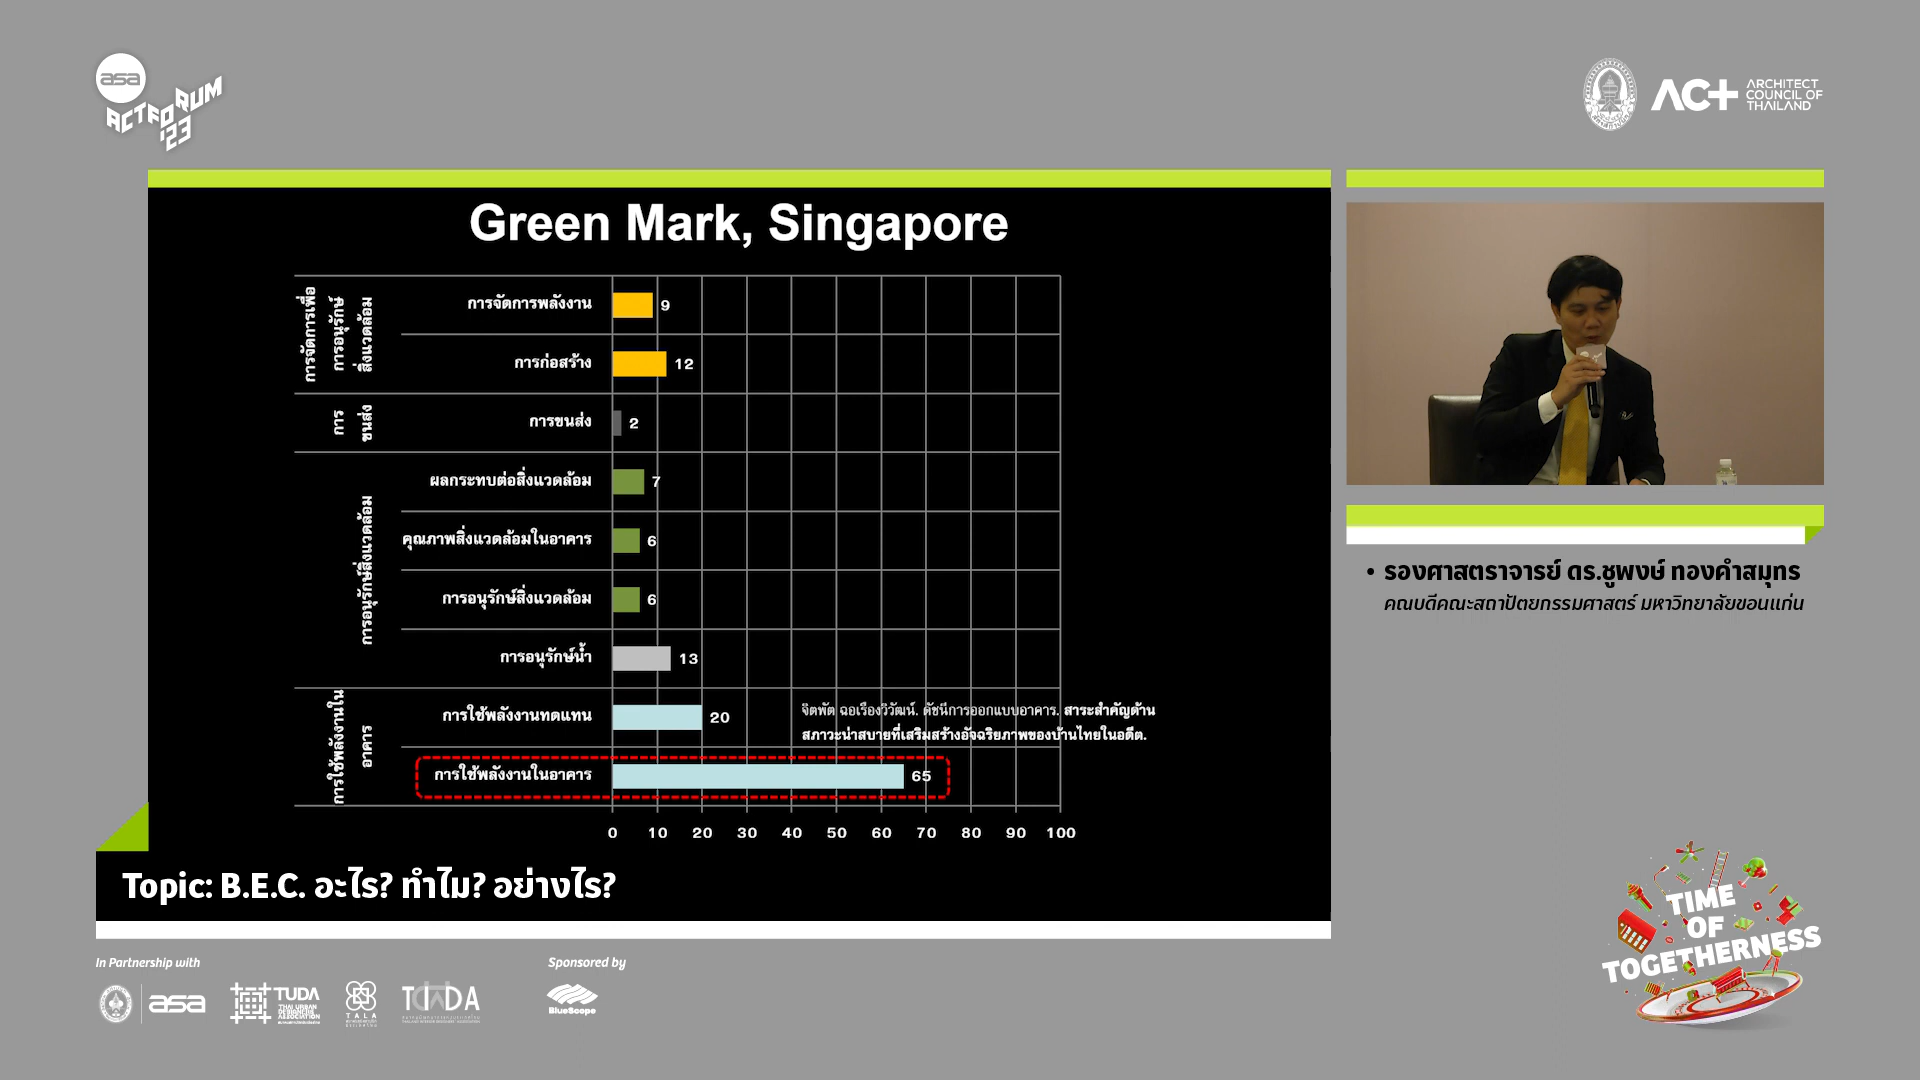 asa
ACTFORUM
'23
ACT
ARCHITECT
COUNCIL OF
THAILAND
Green Mark, Singapore
การจัดการเพื่อ
การอนุรักษ์
สิ่งแวดล้อม
การจัดการพลังงาน
9
การก่อสร้าง
12
การ
ขนส่ง
การขนส่ง
2
การอนุรักษ์สิ่งแวดล้อม
ผลกระทบต่อสิ่งแวดล้อม
7
คุณภาพสิ่งแวดล้อมในอาคาร
6
การอนุรักษ์สิ่งแวดล้อม
6
การอนุรักษ์น้ำ
13
การใช้พลังงานใน
อาคาร
การใช้พลังงานทดแทน
20
จิตพัต ฉอเรืองวิวัฒน์. ดัชนีการออกแบบอาคาร. สาระสำคัญด้าน
สภาวะน่าสบายที่เสริมสร้างอัจฉริยภาพของบ้านไทยในอดีต.
การใช้พลังงานในอาคาร
65
0 10 20 30 40 50 60 70 80 90 100
Topic: B.E.C. อะไร? ทำไม? อย่างไร?
• รองศาสตราจารย์ ดร.ชูพงษ์ ทองคำสมุทร
คณบดีคณะสถาปัตยกรรมศาสตร์ มหาวิทยาลัยขอนแก่น
TIME
OF
TOGETHERNESS
In Partnership with
asa
TUDA
THAI URBAN
DESIGNERS
ASSOCIATION
TALA
TIDA
Sponsored by
BlueScope